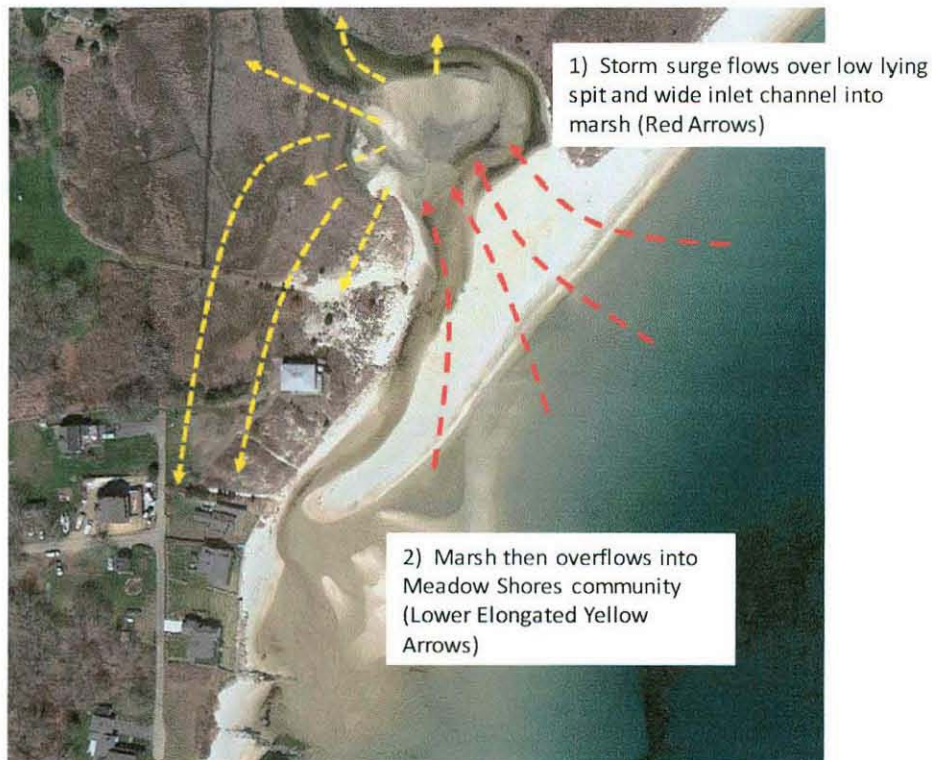 1) Storm surge flows over low lying
spit and wide inlet channel into
marsh (Red Arrows)
2) Marsh then overflows into
Meadow Shores community
(Lower Elongated Yellow
Arrows)